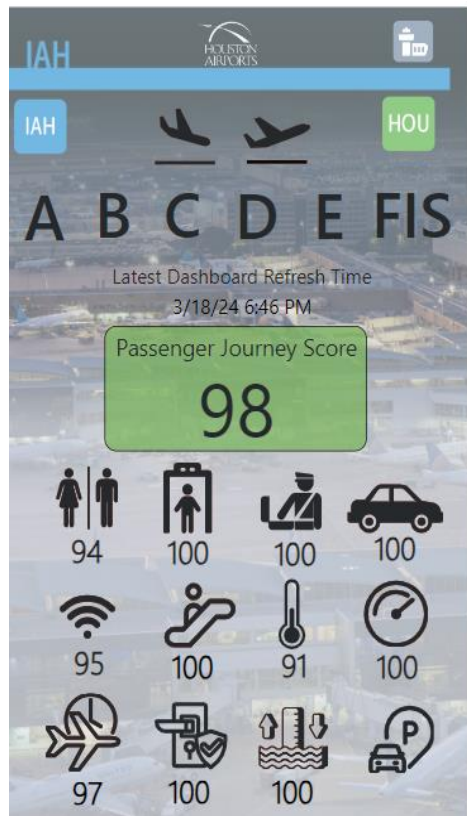 IAH
HOUSTON
AIRPORTS
IAH
HOU
A B C D E FIS
Latest Dashboard Refresh Time
3/18/24 6:46 PM
Passenger Journey Score
98
94 100 100 100
95 100 91 100
P
97 100 100